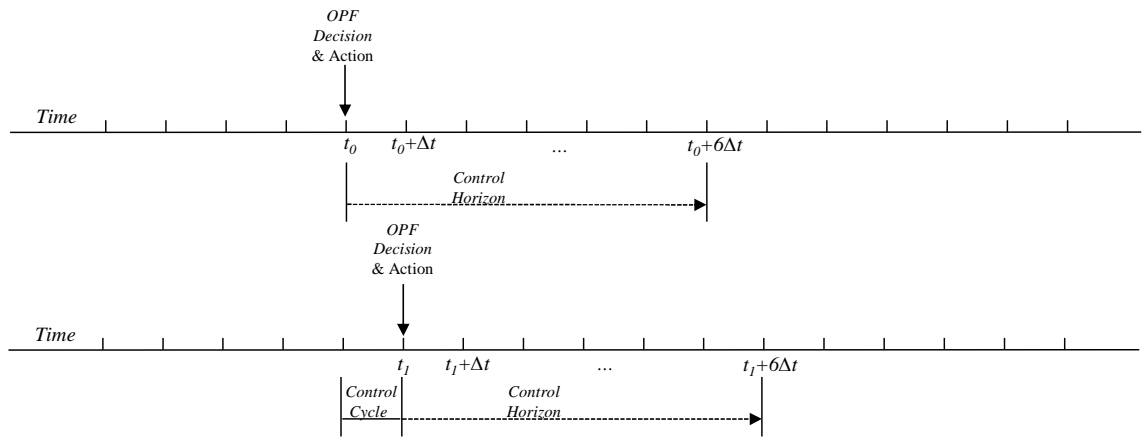 OPF
Decision
& Action
Time
t0 t0+Δt ... t0+6Δt
Control
Horizon
OPF
Decision
& Action
Time
t1 t1+Δt ... t1+6Δt
Control
Cycle
Control
Horizon